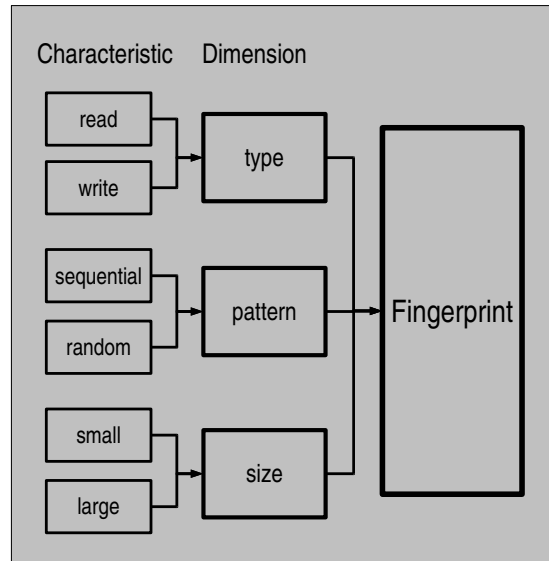 Characteristic Dimension
read
write
type
sequential
random
pattern
small
large
size
Fingerprint